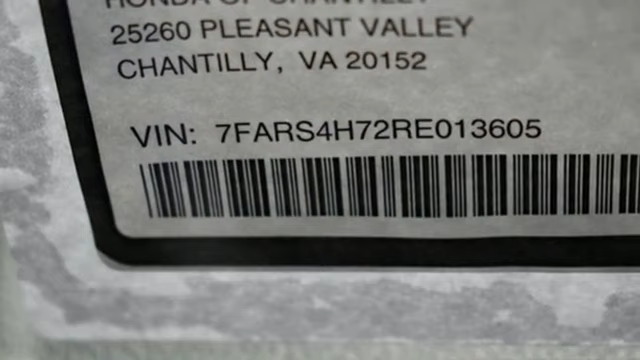 HONDA OF CHANTILLY
25260 PLEASANT VALLEY
CHANTILLY, VA 20152
VIN: 7FARS4H72RE013605